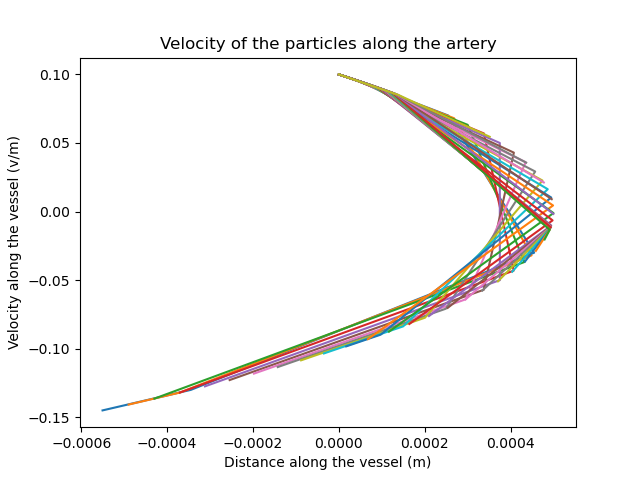 Velocity of the particles along the artery
0.10
0.05
0.00
−0.05
−0.10
−0.15
Velocity along the vessel (v/m)
−0.0006 −0.0004 −0.0002 0.0000 0.0002 0.0004
Distance along the vessel (m)